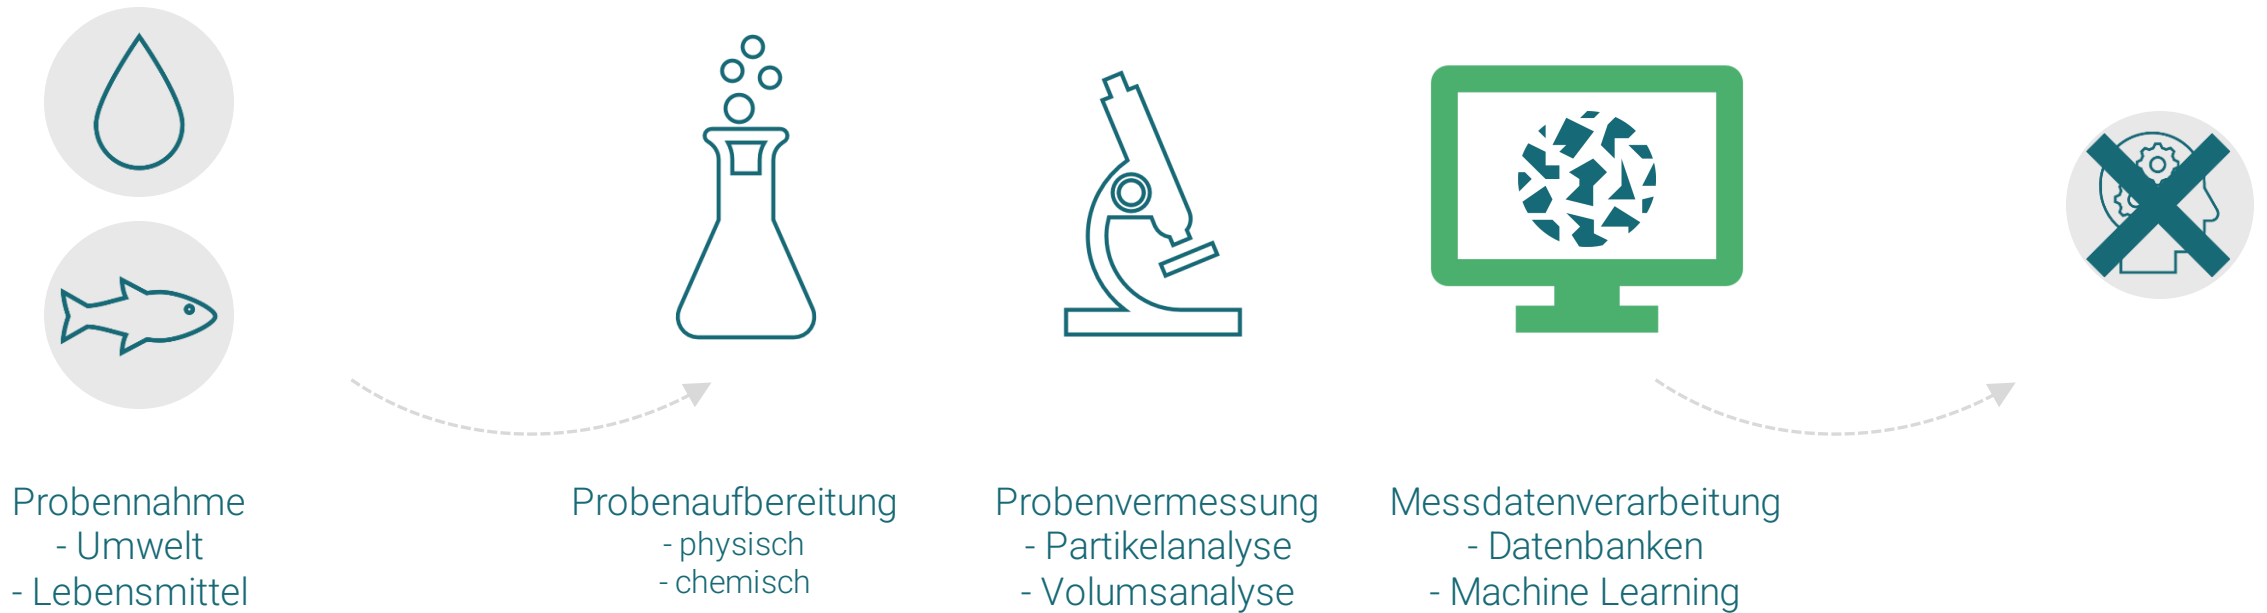 Probennahme
- Umwelt
- Lebensmittel
Probenaufbereitung
- physisch
- chemisch
Probenvermessung
- Partikelanalyse
- Volumsanalyse
Messdatenverarbeitung
- Datenbanken
- Machine Learning